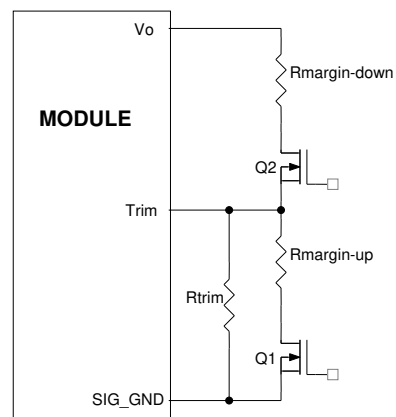 Vo
Rmargin-down
MODULE
Q2
Trim
Rmargin-up
Rtrim
Q1
SIG_GND